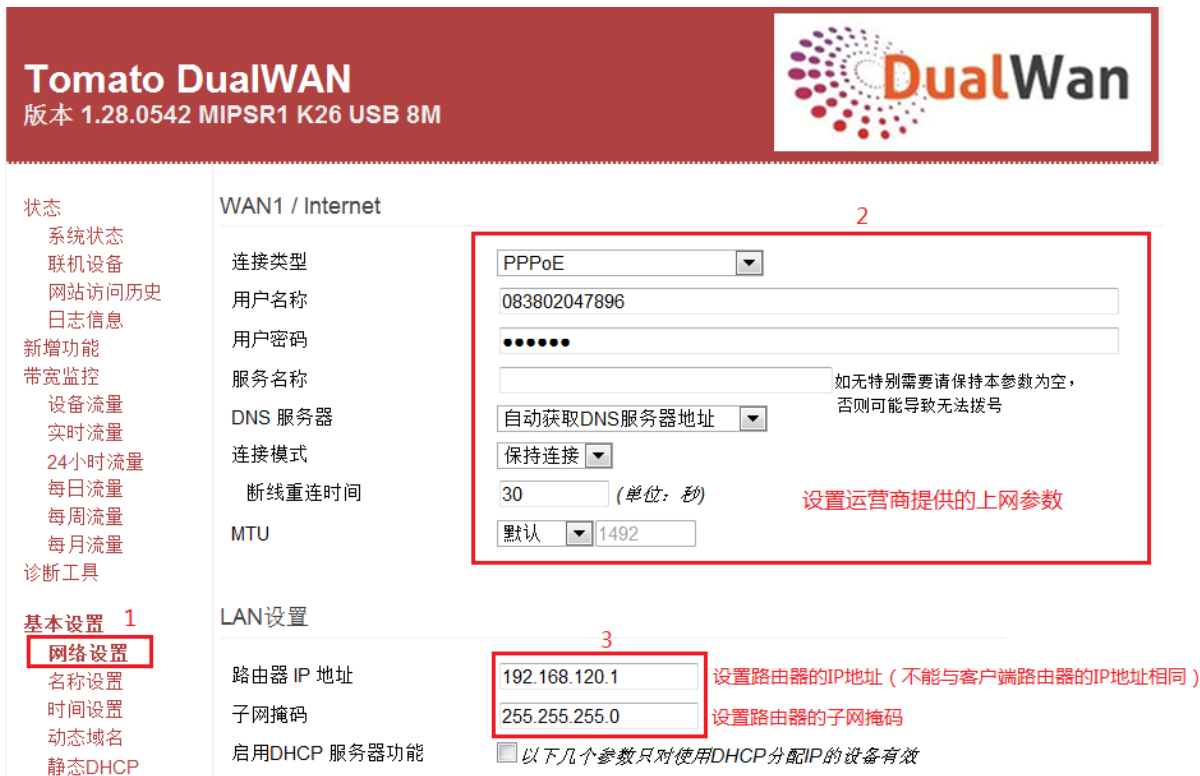 Tomato DualWAN
版本 1.28.0542 MIPSR1 K26 USB 8M
DualWan
状态
系统状态
联机设备
网站访问历史
日志信息
新增功能
带宽监控
设备流量
实时流量
24小时流量
每日流量
每周流量
每月流量
诊断工具
基本设置 1
网络设置
名称设置
时间设置
动态域名
静态DHCP
WAN1 / Internet
2
连接类型 PPPoE
用户名称 083802047896
用户密码 ●●●●●●
服务名称 如无特别需要请保持本参数为空，
否则可能导致无法拨号
DNS 服务器 自动获取DNS服务器地址
连接模式 保持连接
断线重连时间 30 (单位：秒)
设置运营商提供的上网参数
MTU 默认 1492
LAN设置
3
路由器 IP 地址 192.168.120.1 设置路由器的IP地址（不能与客户端路由器的IP地址相同）
子网掩码 255.255.255.0 设置路由器的子网掩码
启用DHCP 服务器功能 以下几个参数只对使用DHCP分配IP的设备有效